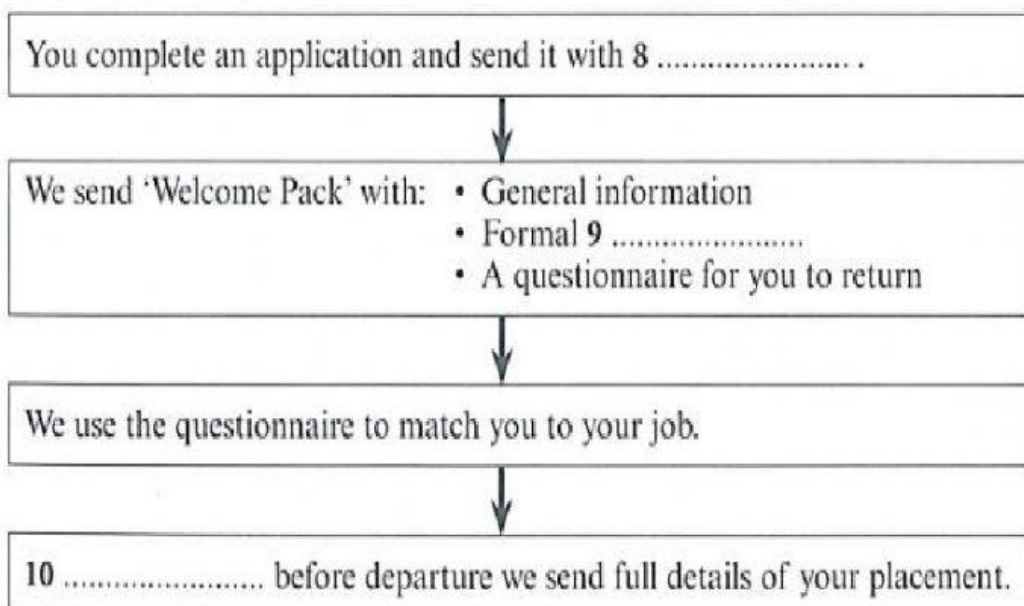 You complete an application and send it with 8 ........................ .
We send ‘Welcome Pack’ with: • General information
• Formal 9 ........................
• A questionnaire for you to return
We use the questionnaire to match you to your job.
10 ........................ before departure we send full details of your placement.